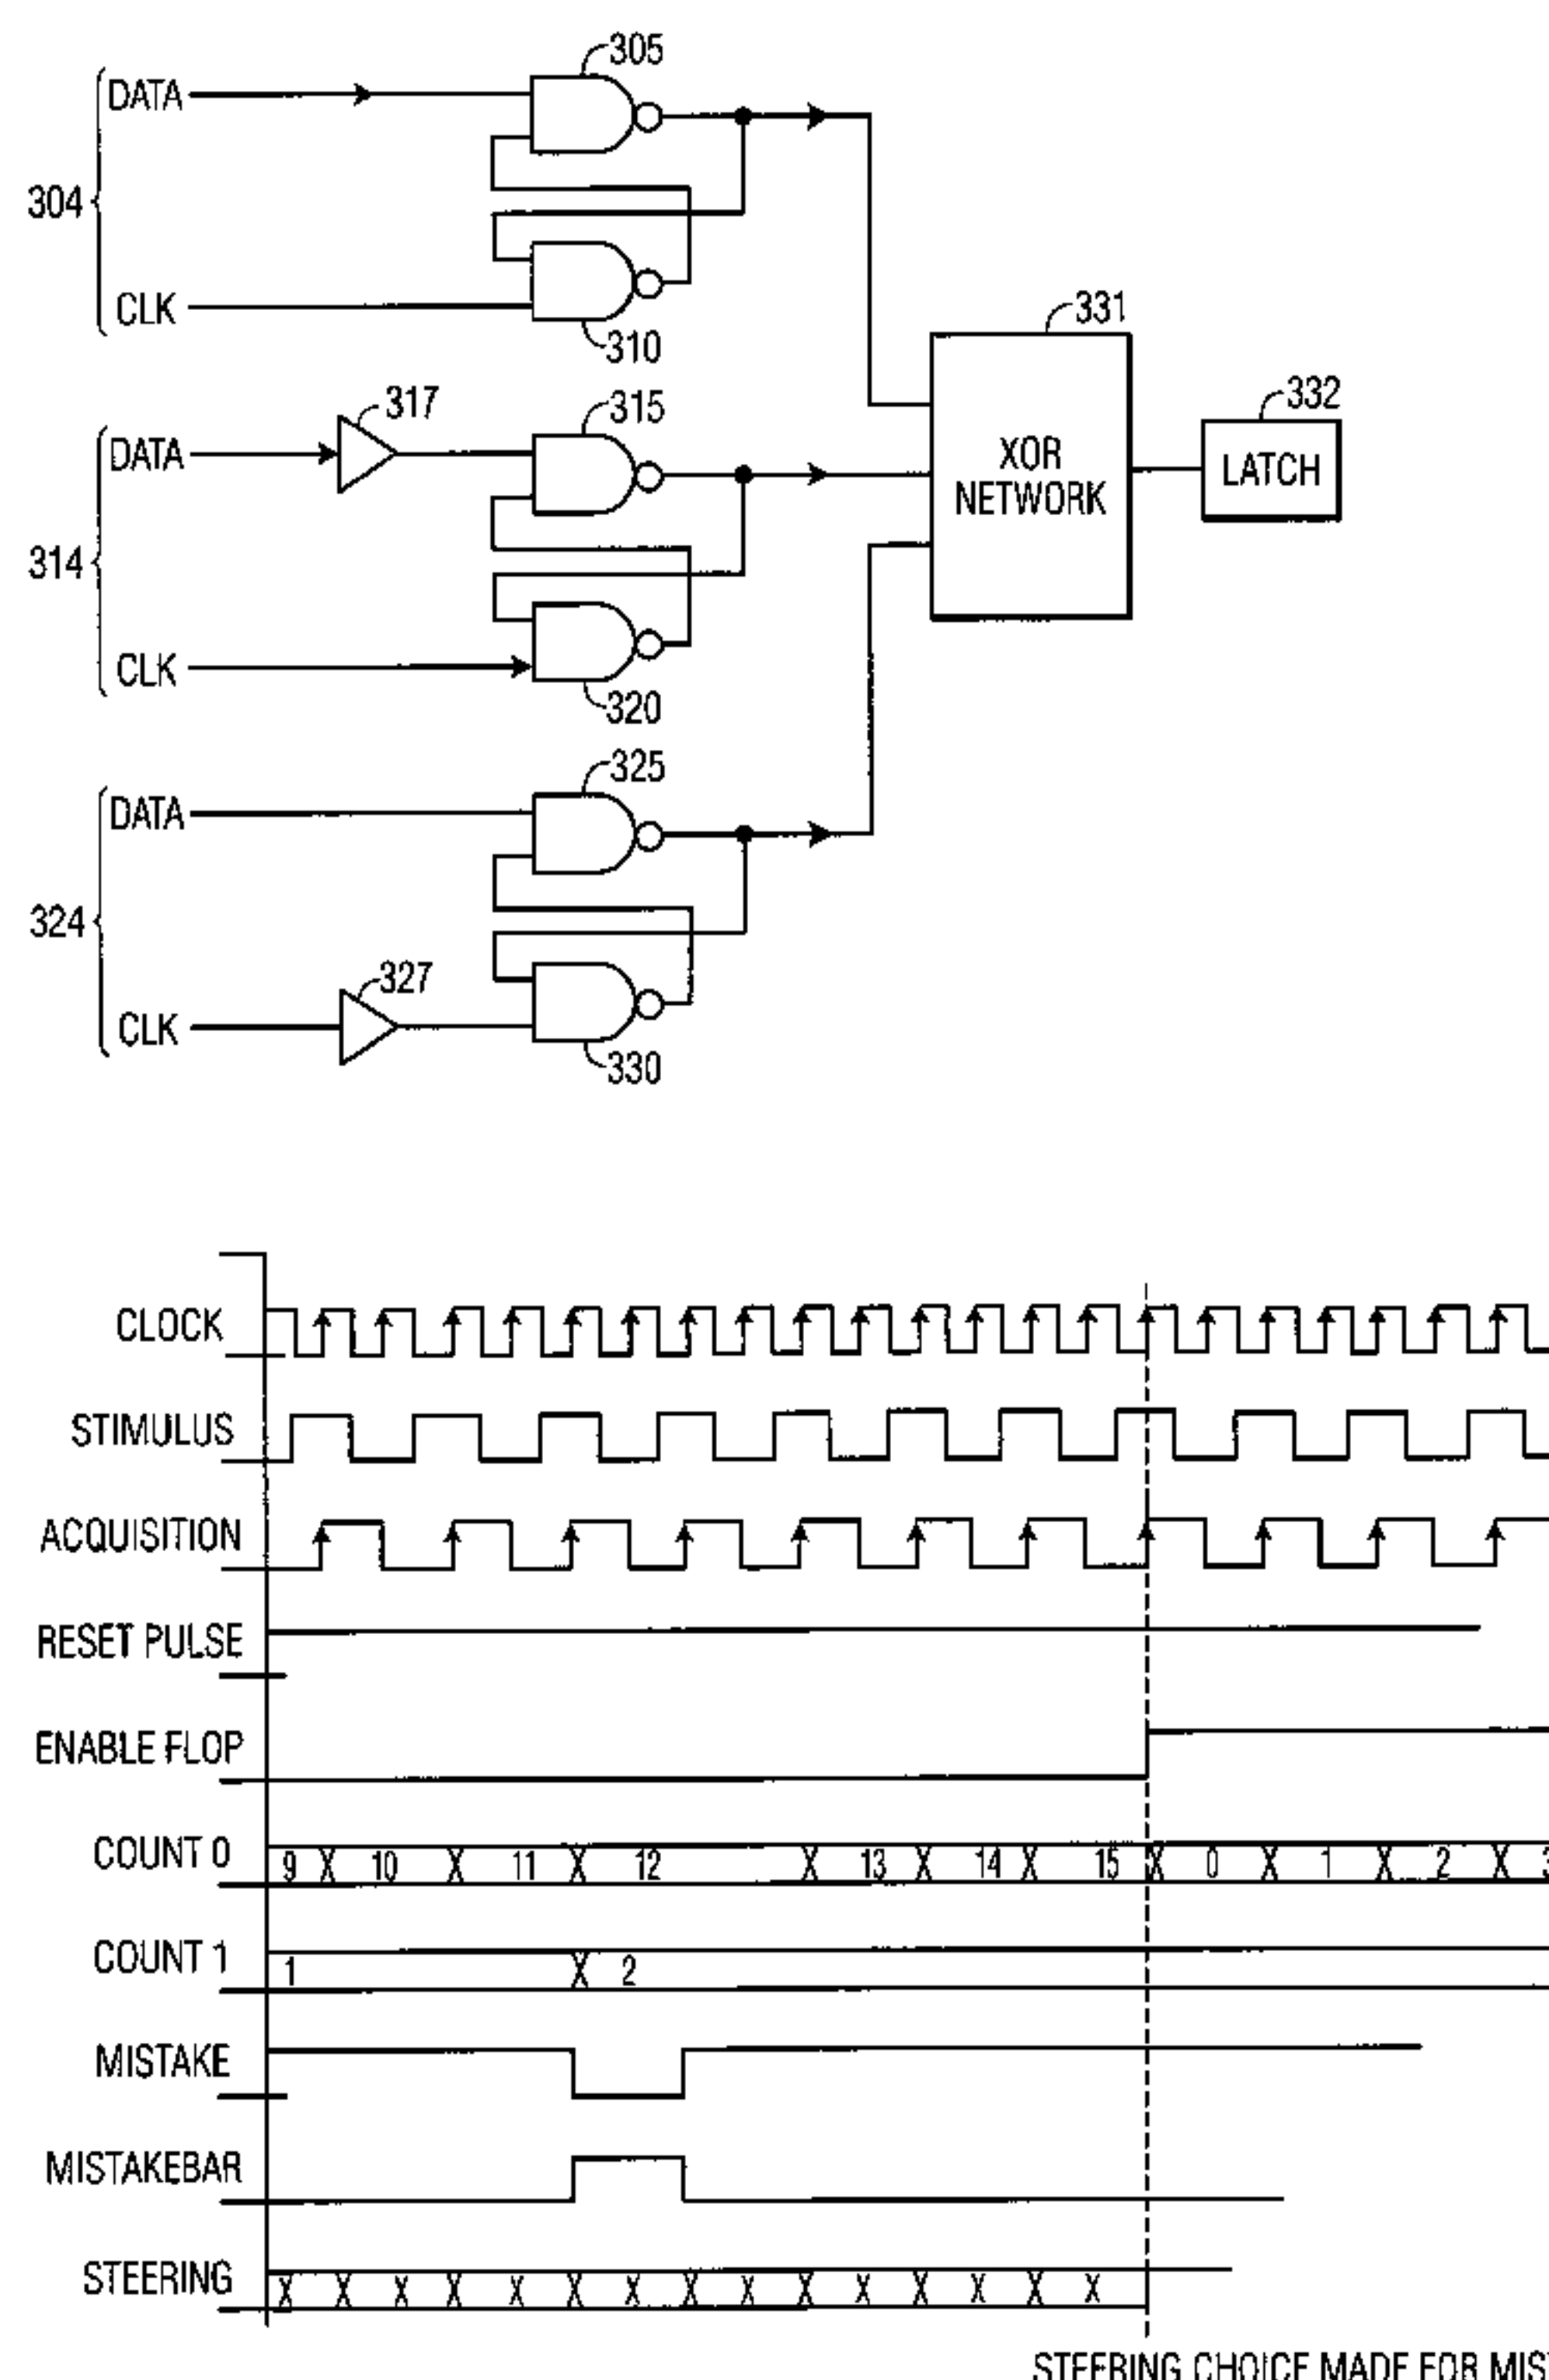 305
DATA
304
CLK
310
331
317
315
DATA
332
XOR
NETWORK
LATCH
314
CLK
320
325
DATA
324
327
CLK
330
CLOCK
STIMULUS
ACQUISITION
RESET PULSE
ENABLE FLOP
COUNT 0
9 X 10 X 11 X 12 X 13 X 14 X 15 X 0 X 1 X 2 X 3
COUNT 1
1 X 2
MISTAKE
MISTAKEBAR
STEERING
X X X X X X X X X X X X X X X
STEERING CHOICE MADE FOR MIS